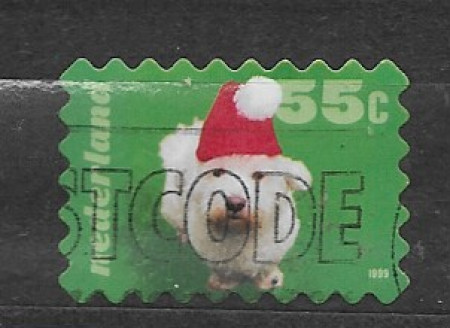 55c
nederland
STCODE
1999